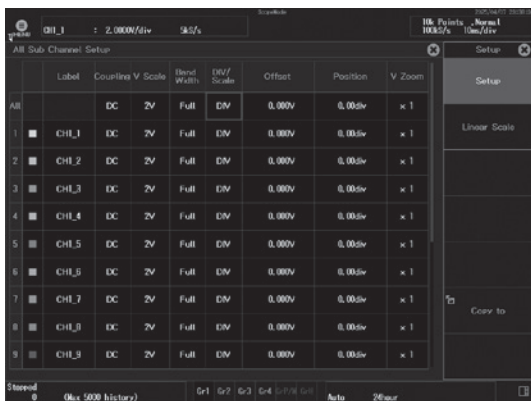 ScopeMode
MENU CH1_1 : 2.0000V/div 5kS/s
10k Points Normal
100kS/s 10ms/div
All Sub Channel Setup
Setup
Label Coupling V Scale Band Width DIV/Scale Offset Position V Zoom
All DC 2V Full DIV 0.000V 0.00div × 1
1 CH1_1 DC 2V Full DIV 0.000V 0.00div × 1
2 CH1_2 DC 2V Full DIV 0.000V 0.00div × 1
3 CH1_3 DC 2V Full DIV 0.000V 0.00div × 1
4 CH1_4 DC 2V Full DIV 0.000V 0.00div × 1
5 CH1_5 DC 2V Full DIV 0.000V 0.00div × 1
6 CH1_6 DC 2V Full DIV 0.000V 0.00div × 1
7 CH1_7 DC 2V Full DIV 0.000V 0.00div × 1
8 CH1_8 DC 2V Full DIV 0.000V 0.00div × 1
9 CH1_9 DC 2V Full DIV 0.000V 0.00div × 1
Setup
Linear Scale
Copy to
Stopped
0 (Max 5000 history)
Gr1 Gr2 Gr3 Gr4
Auto 24hour